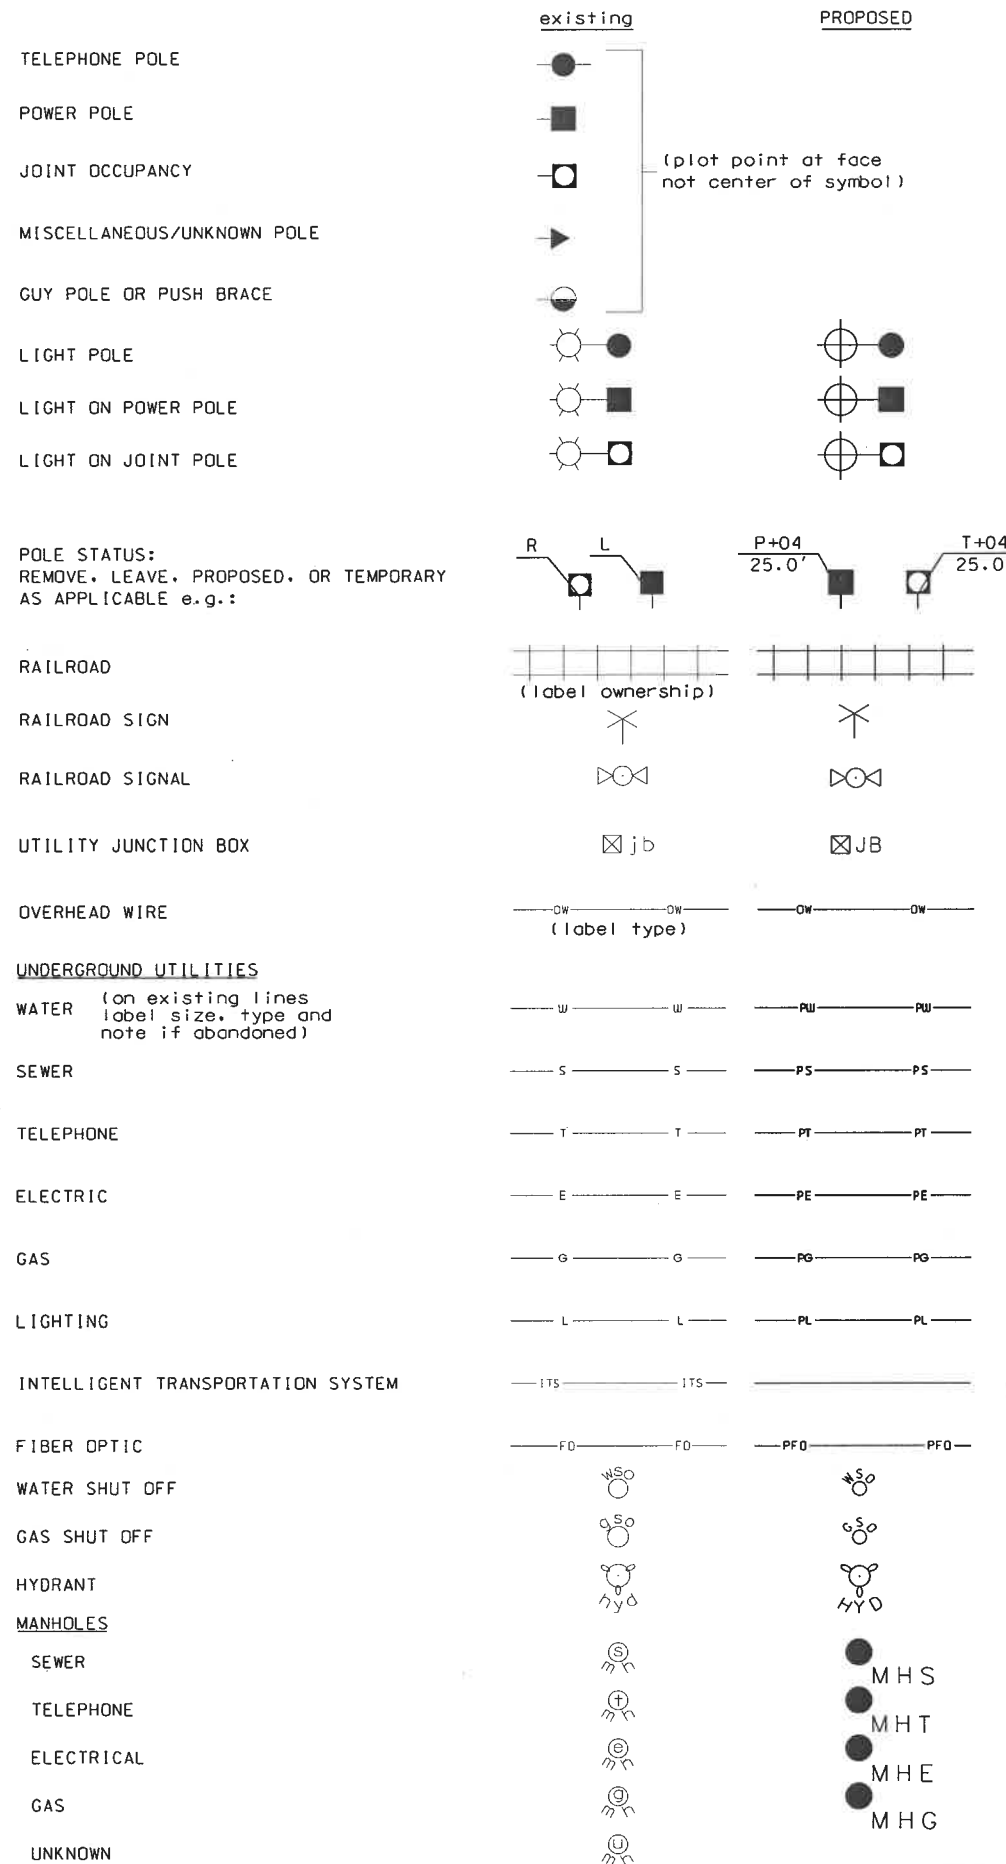 existing PROPOSED
TELEPHONE POLE
POWER POLE
JOINT OCCUPANCY
(plot point at face
not center of symbol)
MISCELLANEOUS/UNKNOWN POLE
GUY POLE OR PUSH BRACE
LIGHT POLE
LIGHT ON POWER POLE
LIGHT ON JOINT POLE
POLE STATUS:
REMOVE, LEAVE, PROPOSED, OR TEMPORARY
AS APPLICABLE e.g.:
R L P+04 T+04
25.0' 25.0
RAILROAD
(label ownership)
RAILROAD SIGN
RAILROAD SIGNAL
UTILITY JUNCTION BOX jb JB
OVERHEAD WIRE OW OW OW OW
(label type)
UNDERGROUND UTILITIES
WATER (on existing lines
label size, type and
note if abandoned)
W W PW PW
SEWER S S PS PS
TELEPHONE T T PT PT
ELECTRIC E E PE PE
GAS G G PG PG
LIGHTING L L PL PL
INTELLIGENT TRANSPORTATION SYSTEM ITS ITS
FIBER OPTIC FO FO PFO PFO
WATER SHUT OFF wso WSO
GAS SHUT OFF gso GSO
HYDRANT hyd HYD
MANHOLES
SEWER s mh MHS
TELEPHONE t mh MHT
ELECTRICAL e mh MHE
GAS g mh MHG
UNKNOWN u mh